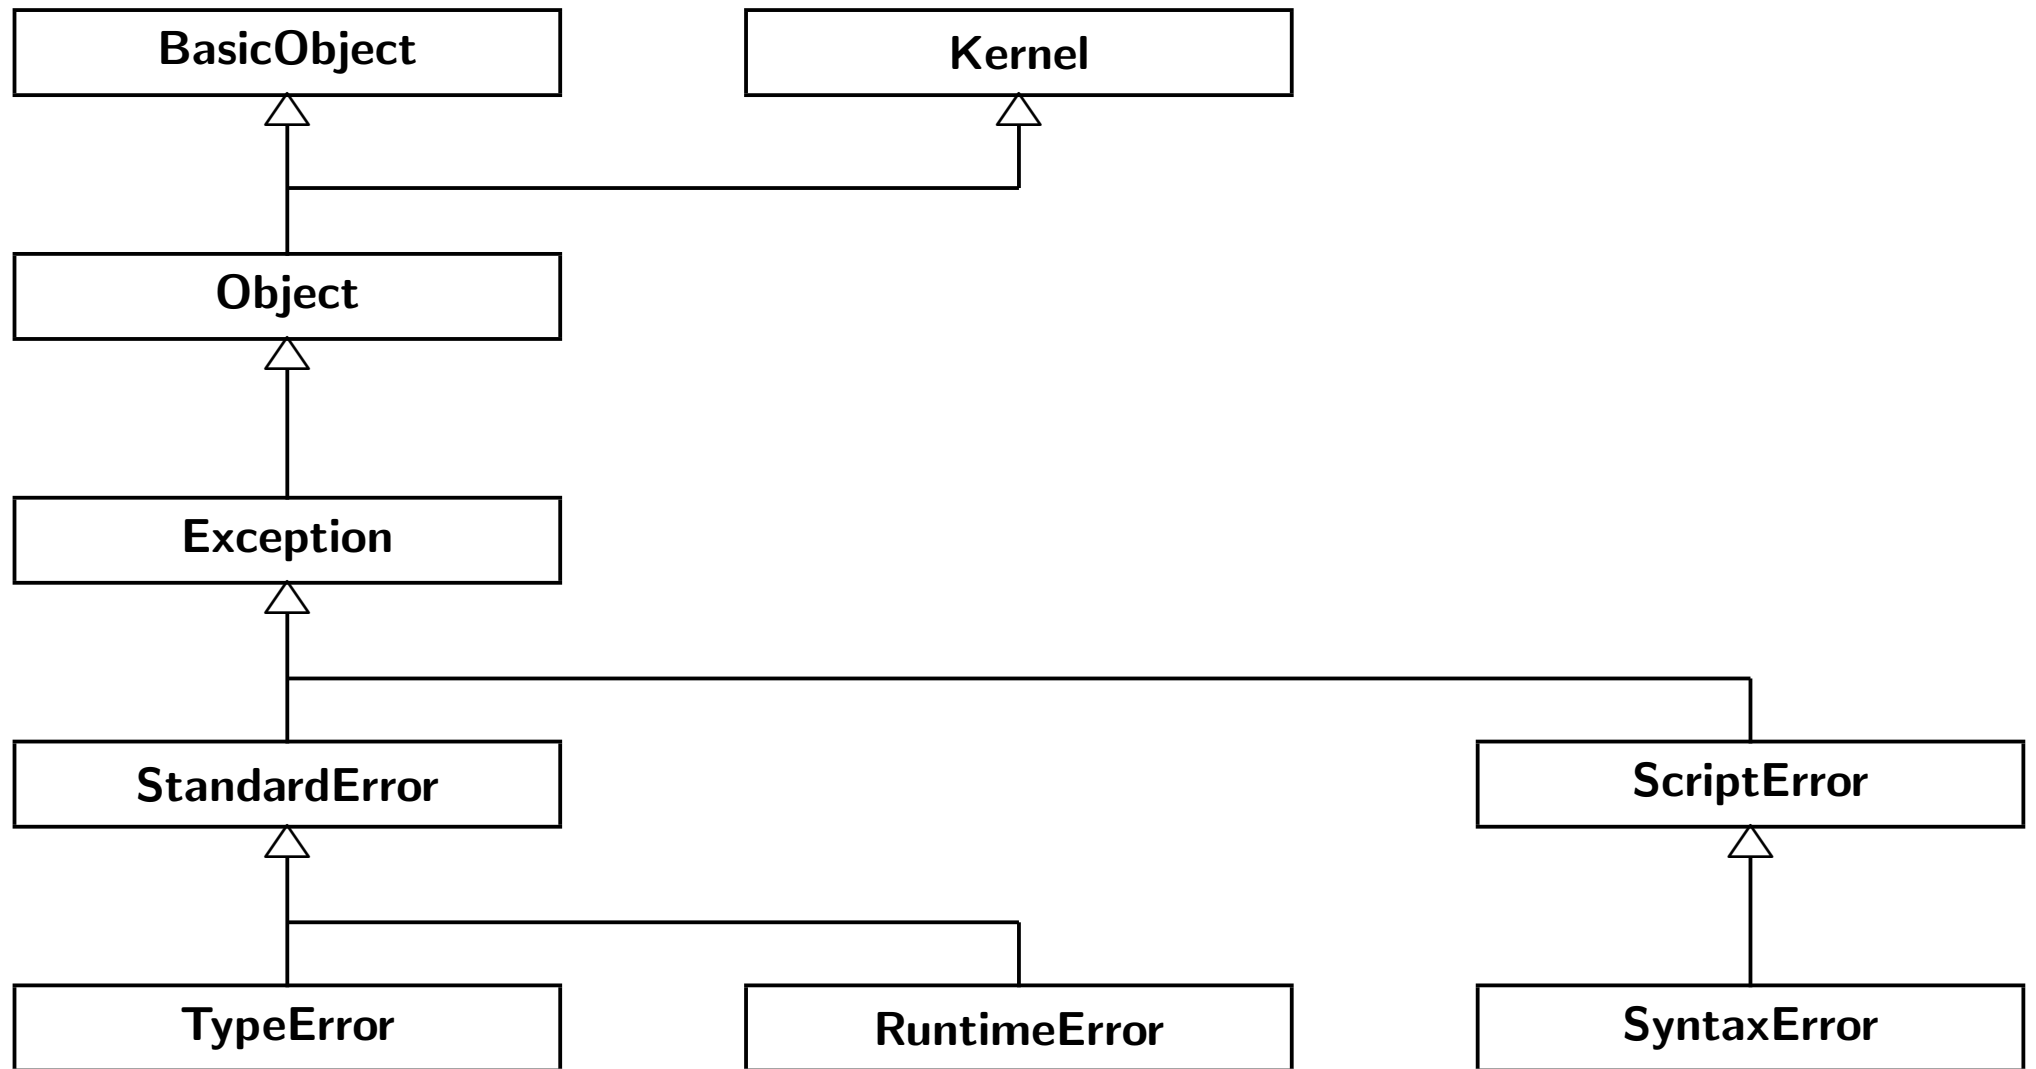 BasicObject
Kernel
Object
Exception
StandardError
ScriptError
TypeError
RuntimeError
SyntaxError